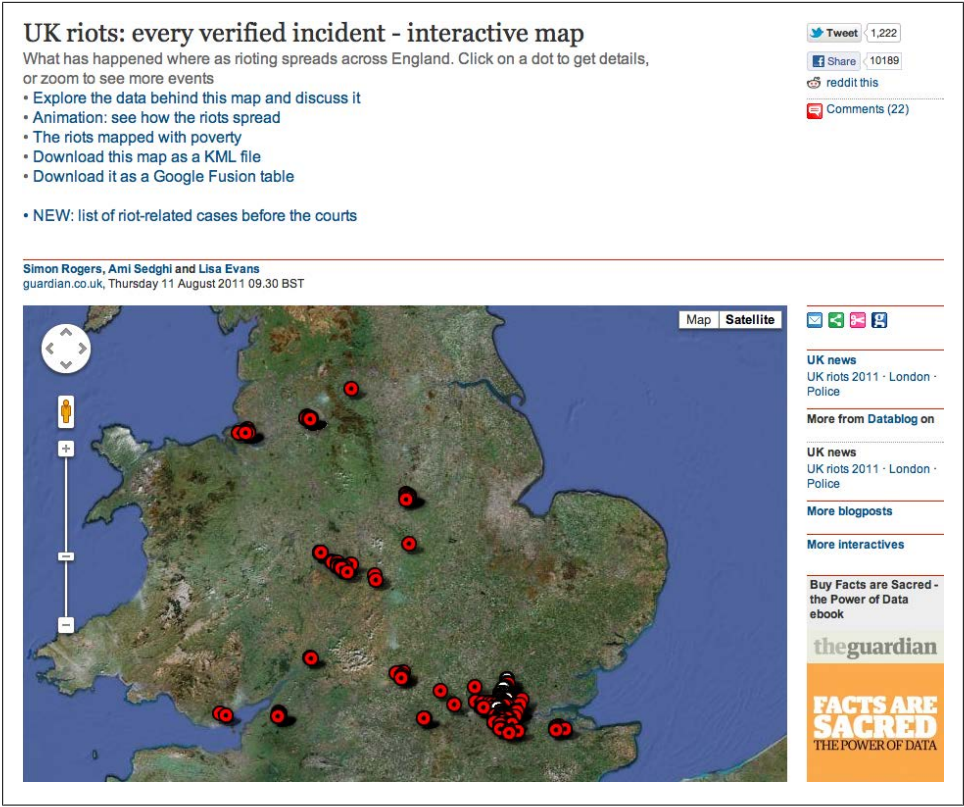 UK riots: every verified incident - interactive map
What has happened where as rioting spreads across England. Click on a dot to get details,
or zoom to see more events
• Explore the data behind this map and discuss it
• Animation: see how the riots spread
• The riots mapped with poverty
• Download this map as a KML file
• Download it as a Google Fusion table
• NEW: list of riot-related cases before the courts
Tweet 1,222
Share 10189
reddit this
Comments (22)
Simon Rogers, Ami Sedghi and Lisa Evans
guardian.co.uk, Thursday 11 August 2011 09.30 BST
Map Satellite
UK news
UK riots 2011 · London ·
Police
More from Datablog on
UK news
UK riots 2011 · London ·
Police
More blogposts
More interactives
Buy Facts are Sacred -
the Power of Data
ebook
theguardian
FACTS ARE
SACRED
THE POWER OF DATA